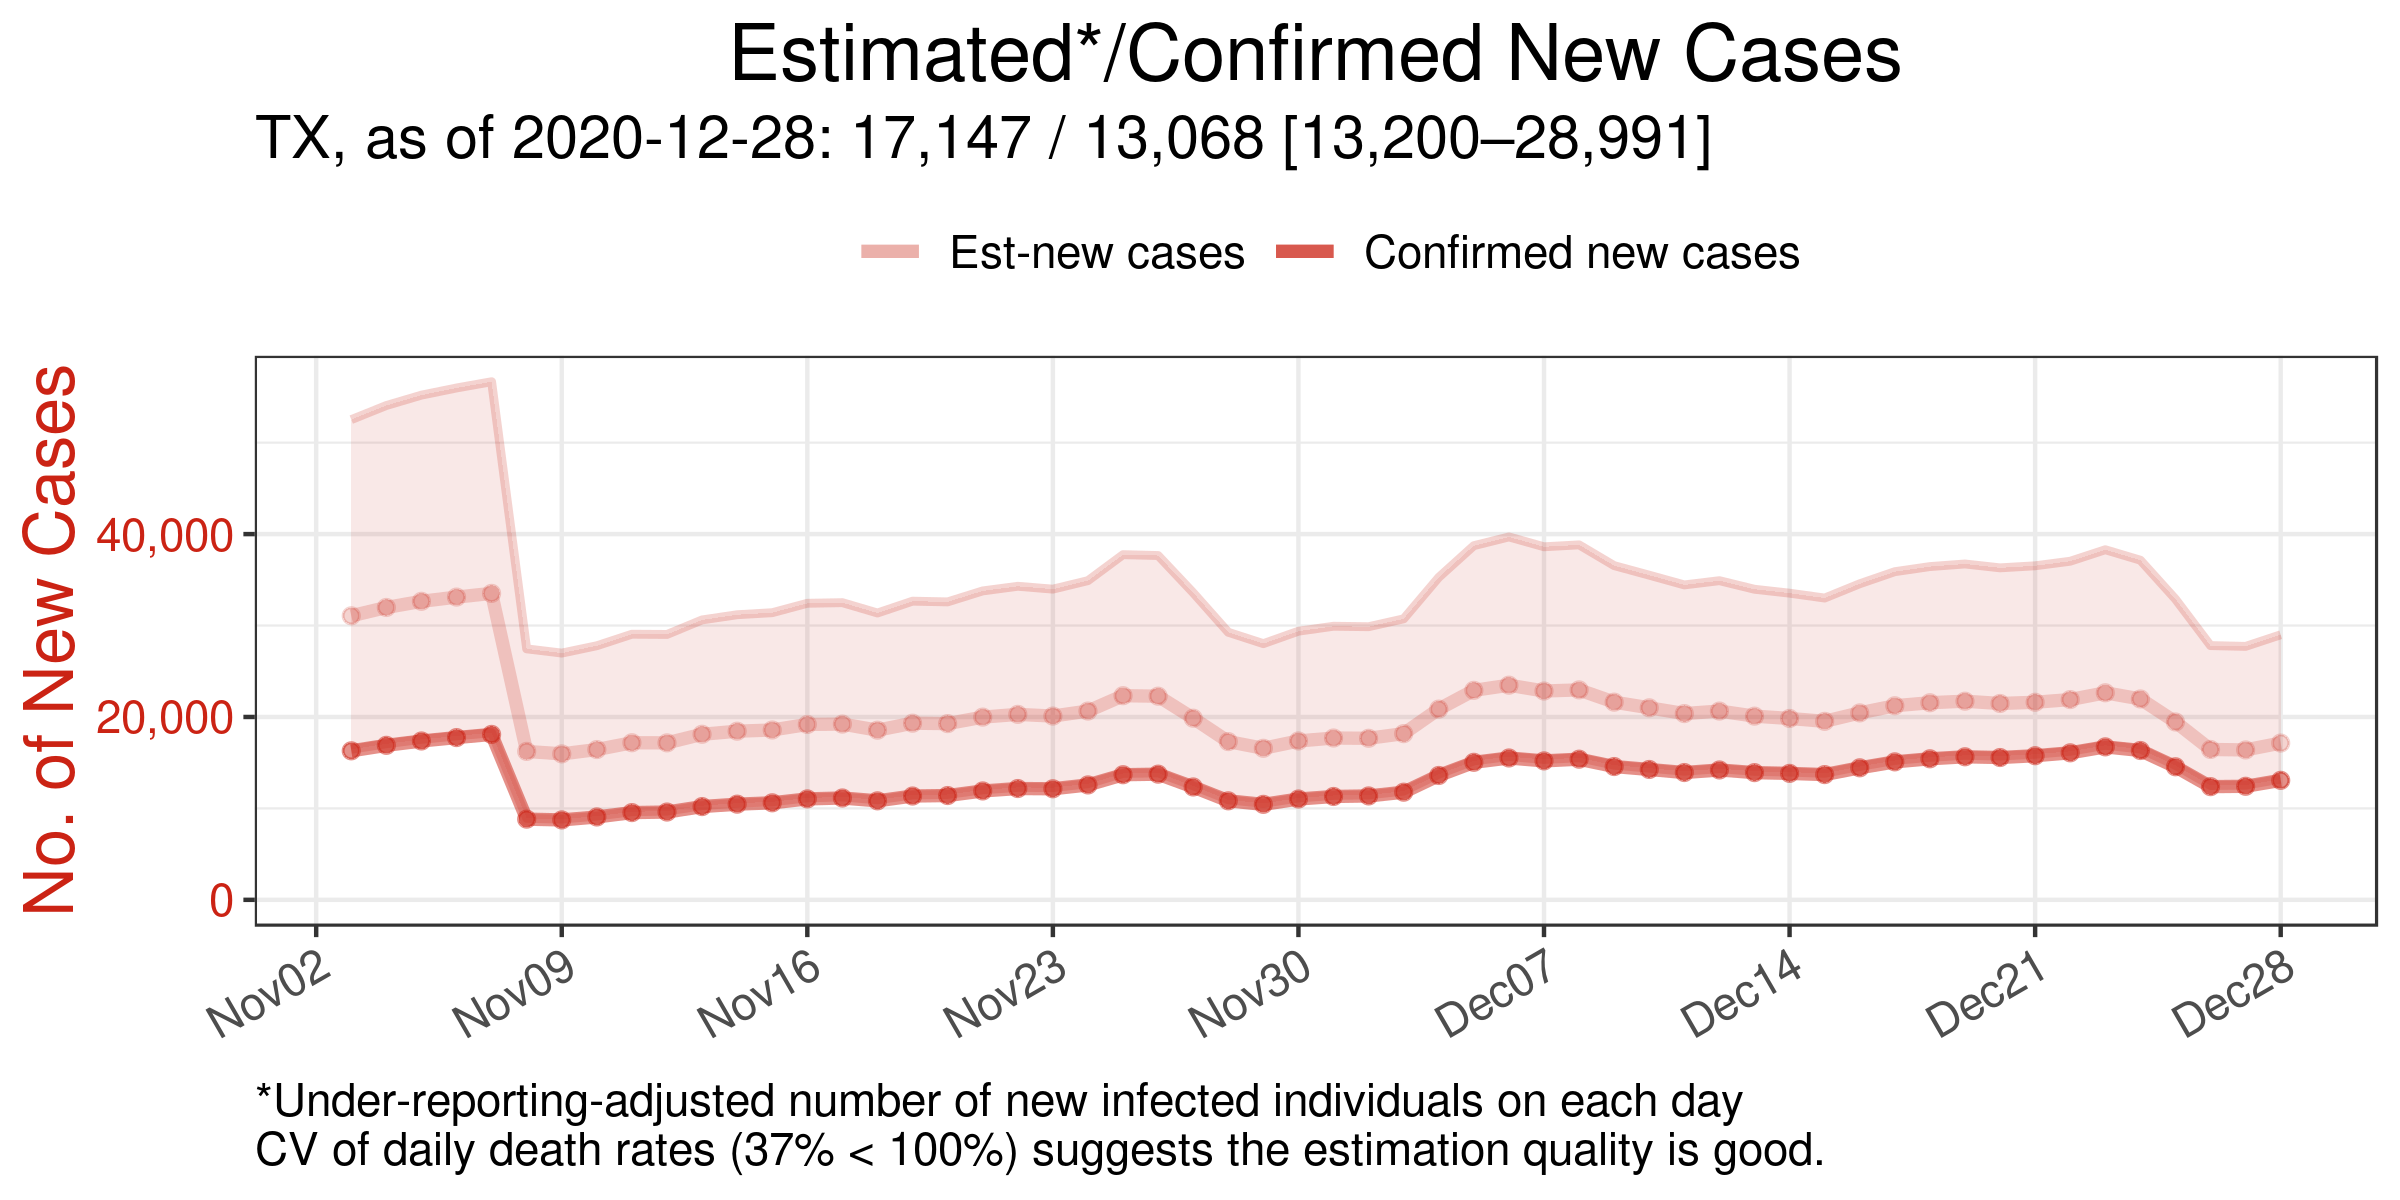 Estimated*/Confirmed New Cases
TX, as of 2020-12-28: 17,147 / 13,068 [13,200–28,991]
Est-new cases Confirmed new cases
No. of New Cases
40,000
20,000
0
Nov02 Nov09 Nov16 Nov23 Nov30 Dec07 Dec14 Dec21 Dec28
*Under-reporting-adjusted number of new infected individuals on each day
CV of daily death rates (37% < 100%) suggests the estimation quality is good.